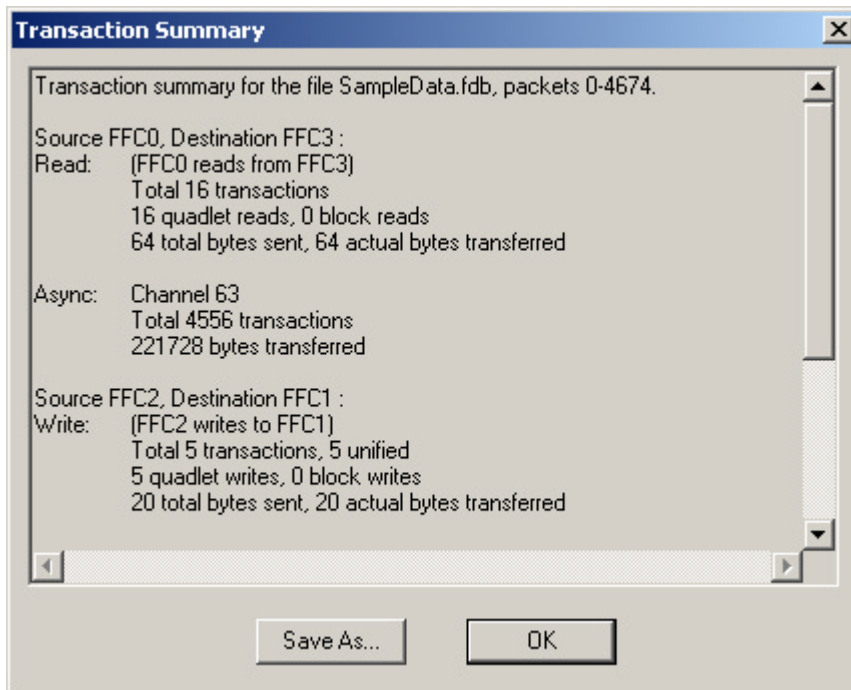 Transaction Summary
Transaction summary for the file SampleData.fdb, packets 0-4674.
Source FFC0, Destination FFC3 :
Read: (FFC0 reads from FFC3)
Total 16 transactions
16 quadlet reads, 0 block reads
64 total bytes sent, 64 actual bytes transferred
Async: Channel 63
Total 4556 transactions
221728 bytes transferred
Source FFC2, Destination FFC1 :
Write: (FFC2 writes to FFC1)
Total 5 transactions, 5 unified
5 quadlet writes, 0 block writes
20 total bytes sent, 20 actual bytes transferred
Save As... OK